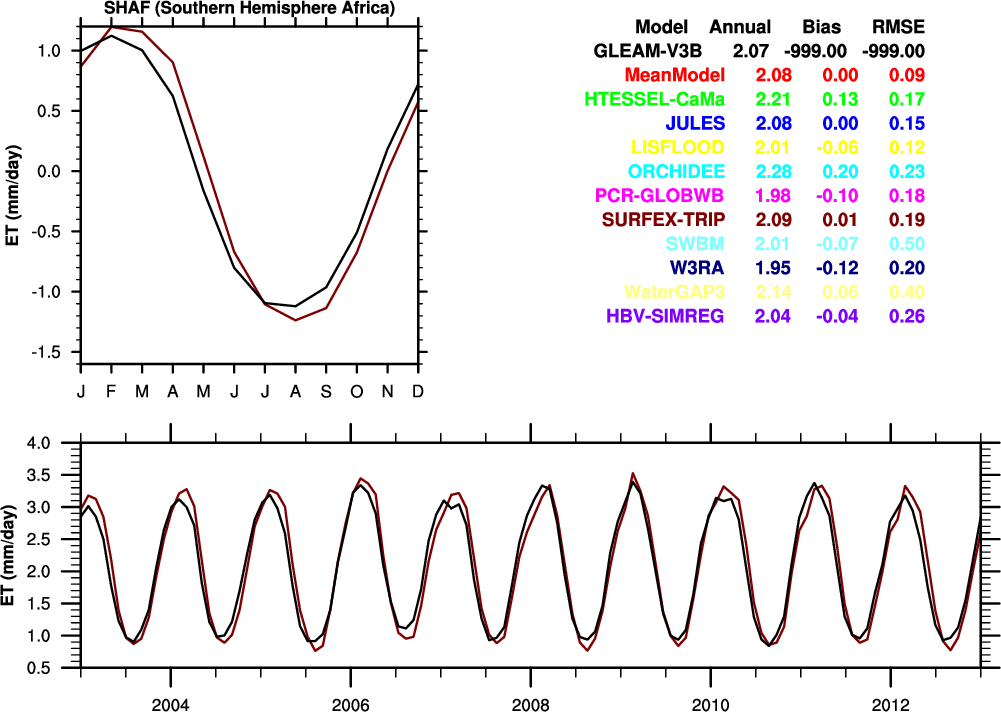 SHAF (Southern Hemisphere Africa)
1.0
0.5
0.0
-0.5
-1.0
-1.5
ET (mm/day)
J F M A M J J A S O N D
Model Annual Bias RMSE
GLEAM-V3B 2.07 -999.00 -999.00
MeanModel 2.08 0.00 0.09
HTESSEL-CaMa 2.21 0.13 0.17
JULES 2.08 0.00 0.15
LISFLOOD 2.01 -0.06 0.12
ORCHIDEE 2.28 0.20 0.23
PCR-GLOBWB 1.98 -0.10 0.18
SURFEX-TRIP 2.09 0.01 0.19
SWBM 2.01 -0.07 0.50
W3RA 1.95 -0.12 0.20
WaterGAP3 2.14 0.06 0.40
HBV-SIMREG 2.04 -0.04 0.26
4.0
3.5
3.0
2.5
2.0
1.5
1.0
0.5
ET (mm/day)
2004 2006 2008 2010 2012